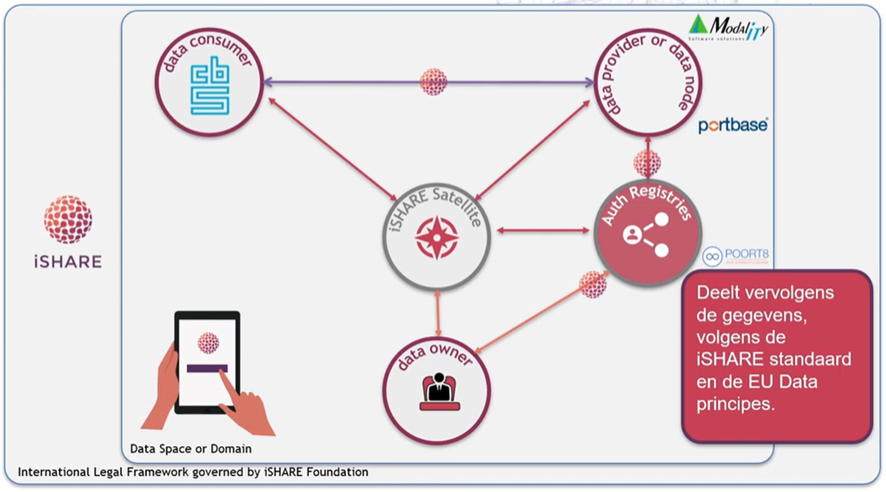 data consumer
cbs
data provider or data node
ModalITy
Software solutions
portbase
iSHARE Satellite
Auth Registries
iSHARE
POORT8
data owner
Deelt vervolgens
de gegevens,
volgens de
iSHARE standaard
en de EU Data
principes.
Data Space or Domain
International Legal Framework governed by iSHARE Foundation